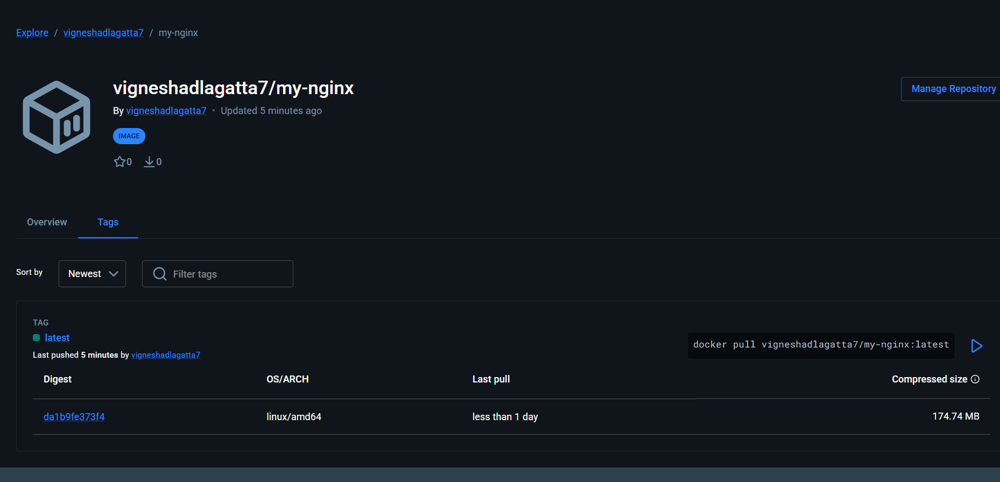 Explore / vigneshadlagatta7 / my-nginx
vigneshadlagatta7/my-nginx
Manage Repository
By vigneshadlagatta7 • Updated 5 minutes ago
IMAGE
0 0
Overview Tags
Sort by Newest Filter tags
TAG
latest
docker pull vigneshadlagatta7/my-nginx:latest
Last pushed 5 minutes by vigneshadlagatta7
Digest OS/ARCH Last pull Compressed size
da1b9fe373f4 linux/amd64 less than 1 day 174.74 MB